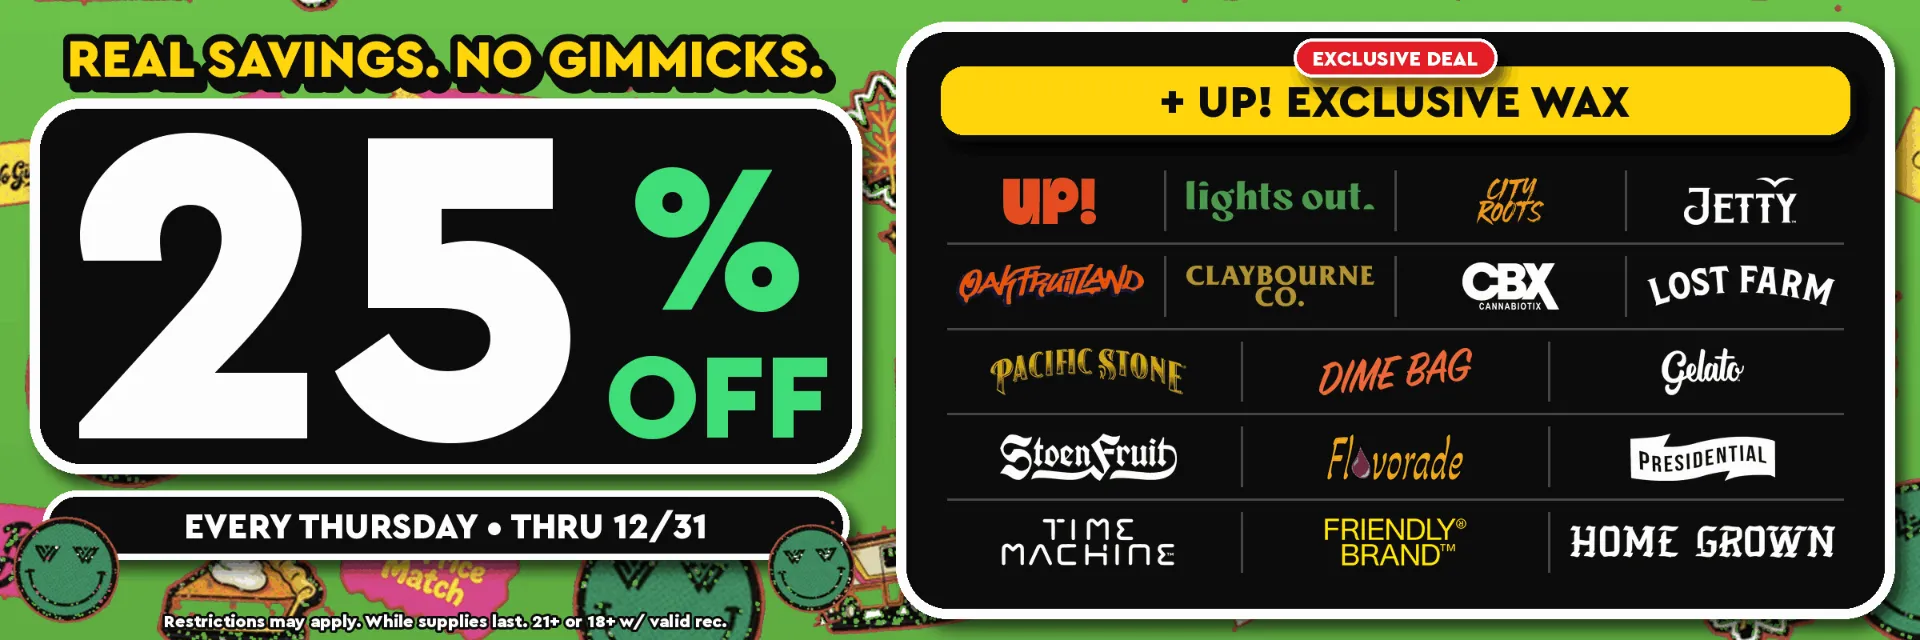 REAL SAVINGS. NO GIMMICKS.
25%
OFF
EVERY THURSDAY • THRU 12/31
Match
Restrictions may apply. While supplies last. 21+ or 18+ w/ valid rec.
EXCLUSIVE DEAL
+ UP! EXCLUSIVE WAX
UP!
lights out.
CITY
ROOTS
JETTY
OAKFRUITLAND
CLAYBOURNE
CO.
CBX
CANNABIOTIX
LOST FARM
PACIFIC STONE
DIME BAG
Gelato
StoenFruit
Flavorade
PRESIDENTIAL
TIME
MACHINE
FRIENDLY®
BRAND™
HOME GROWN